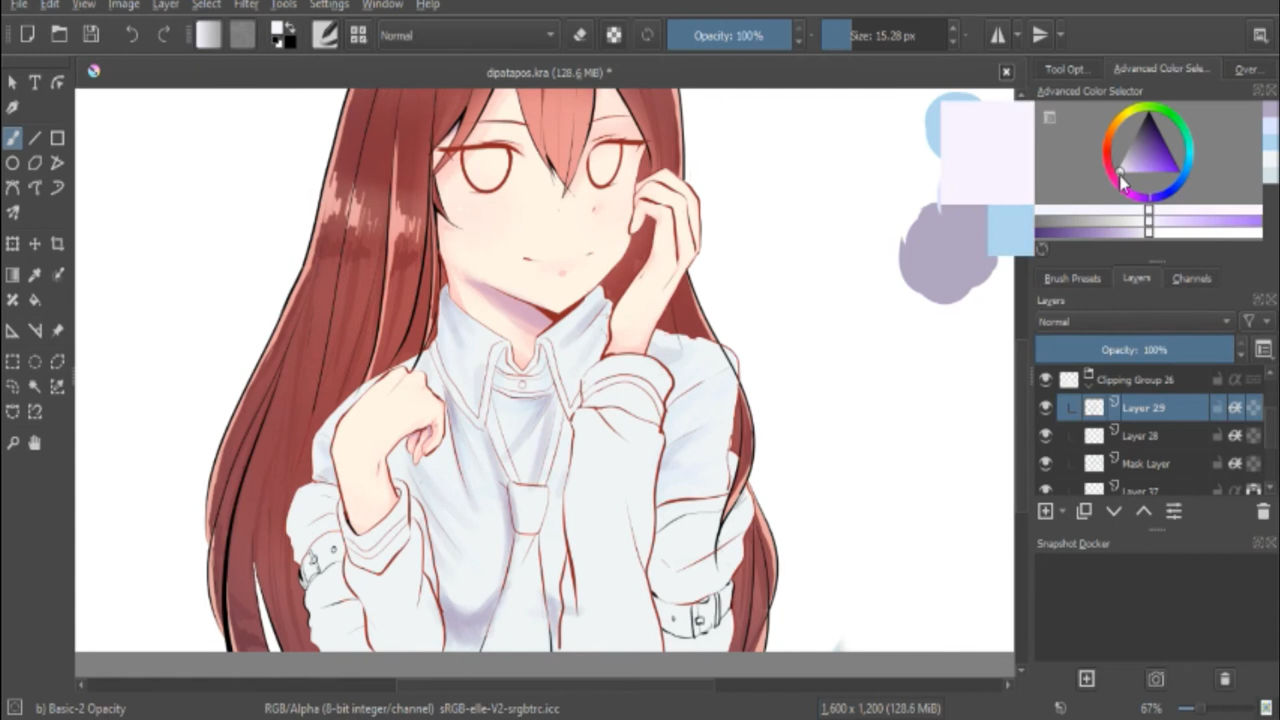 File Edit View Image Layer Select Filter Tools Settings Window Help
Normal
Opacity: 100%
Size: 15.28 px
dipatapos.kra (128.6 MB) *
Tool Opt...
Advanced Color Sele...
Over...
Advanced Color Selector
Brush Presets
Layers
Channels
Layers
Normal
Opacity: 100%
Clipping Group 26
Layer 29
Layer 28
Mask Layer
Layer 37
Snapshot Docker
b) Basic-2 Opacity
RGB/Alpha (8-bit integer/channel) sRGB-elle-V2-srgbtrc.icc
1,600 x 1,200 (128.6 MiB)
67%